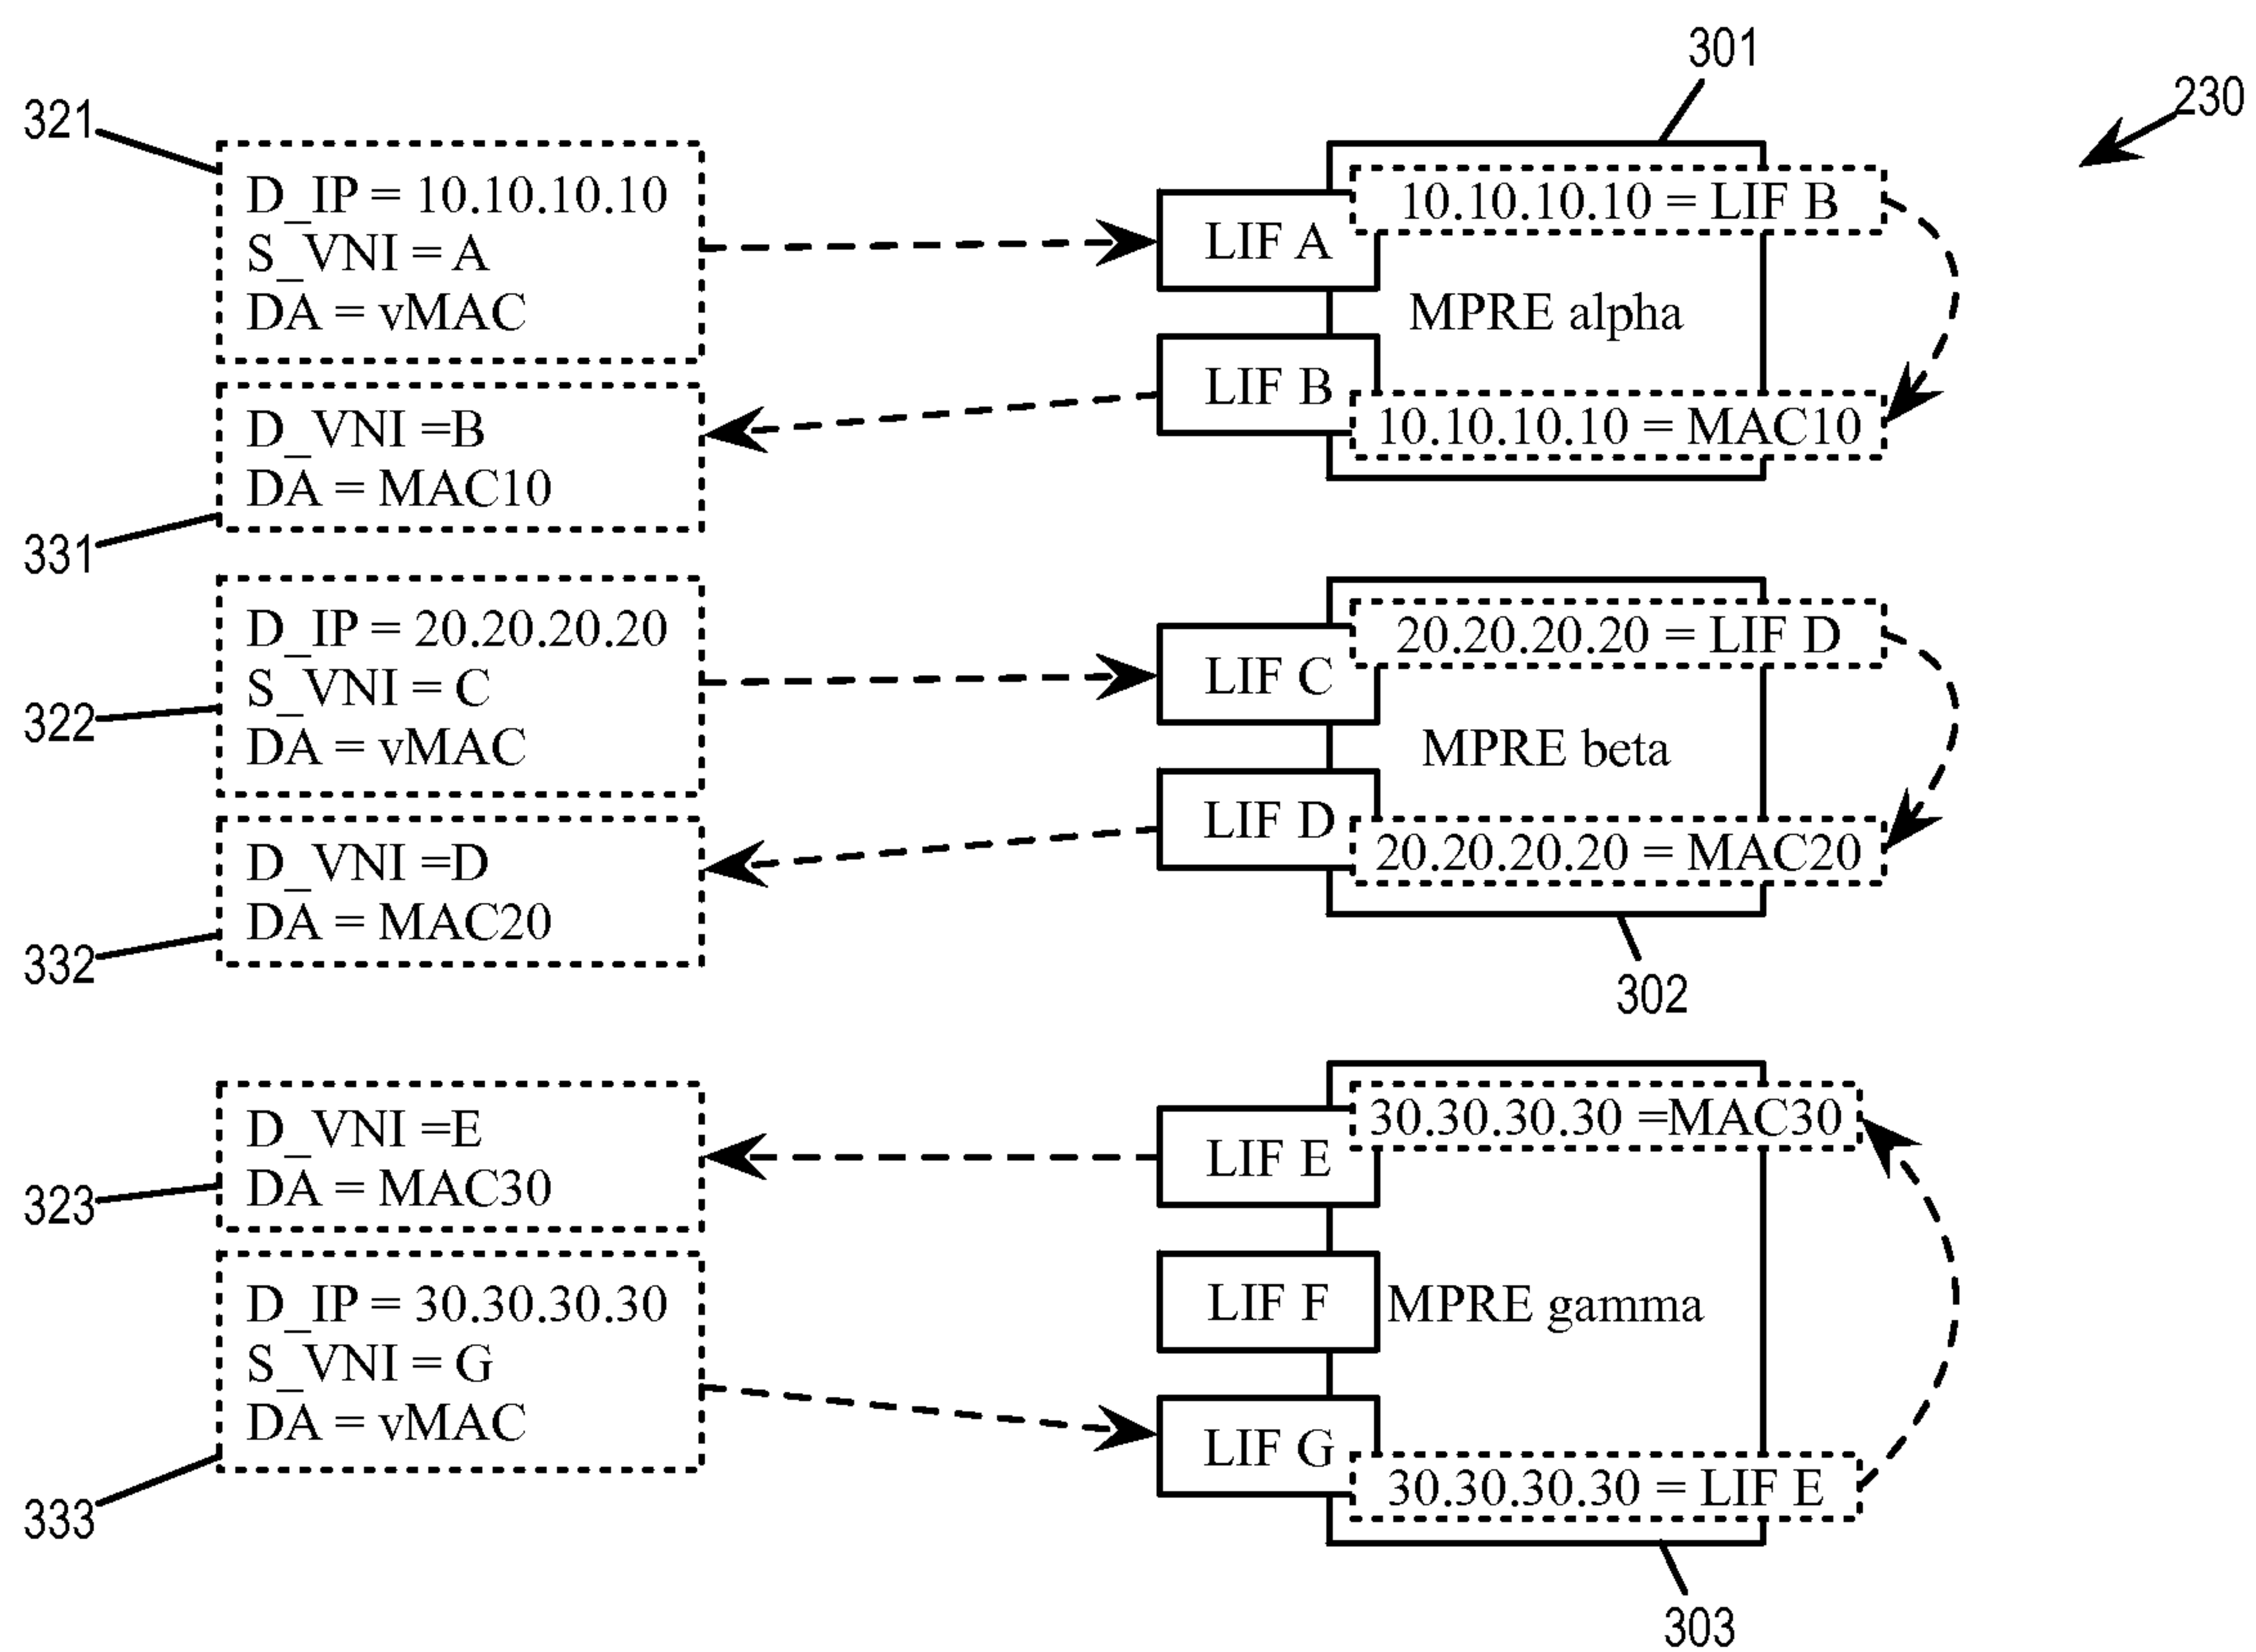 301
230
321
D_IP = 10.10.10.10
S_VNI = A
DA = vMAC
LIF A
10.10.10.10 = LIF B
MPRE alpha
LIF B
10.10.10.10 = MAC10
D_VNI =B
DA = MAC10
331
D_IP = 20.20.20.20
S_VNI = C
DA = vMAC
322
LIF C
20.20.20.20 = LIF D
MPRE beta
LIF D
20.20.20.20 = MAC20
D_VNI =D
DA = MAC20
332
302
D_VNI =E
DA = MAC30
323
LIF E
30.30.30.30 =MAC30
LIF F
MPRE gamma
D_IP = 30.30.30.30
S_VNI = G
DA = vMAC
333
LIF G
30.30.30.30 = LIF E
303